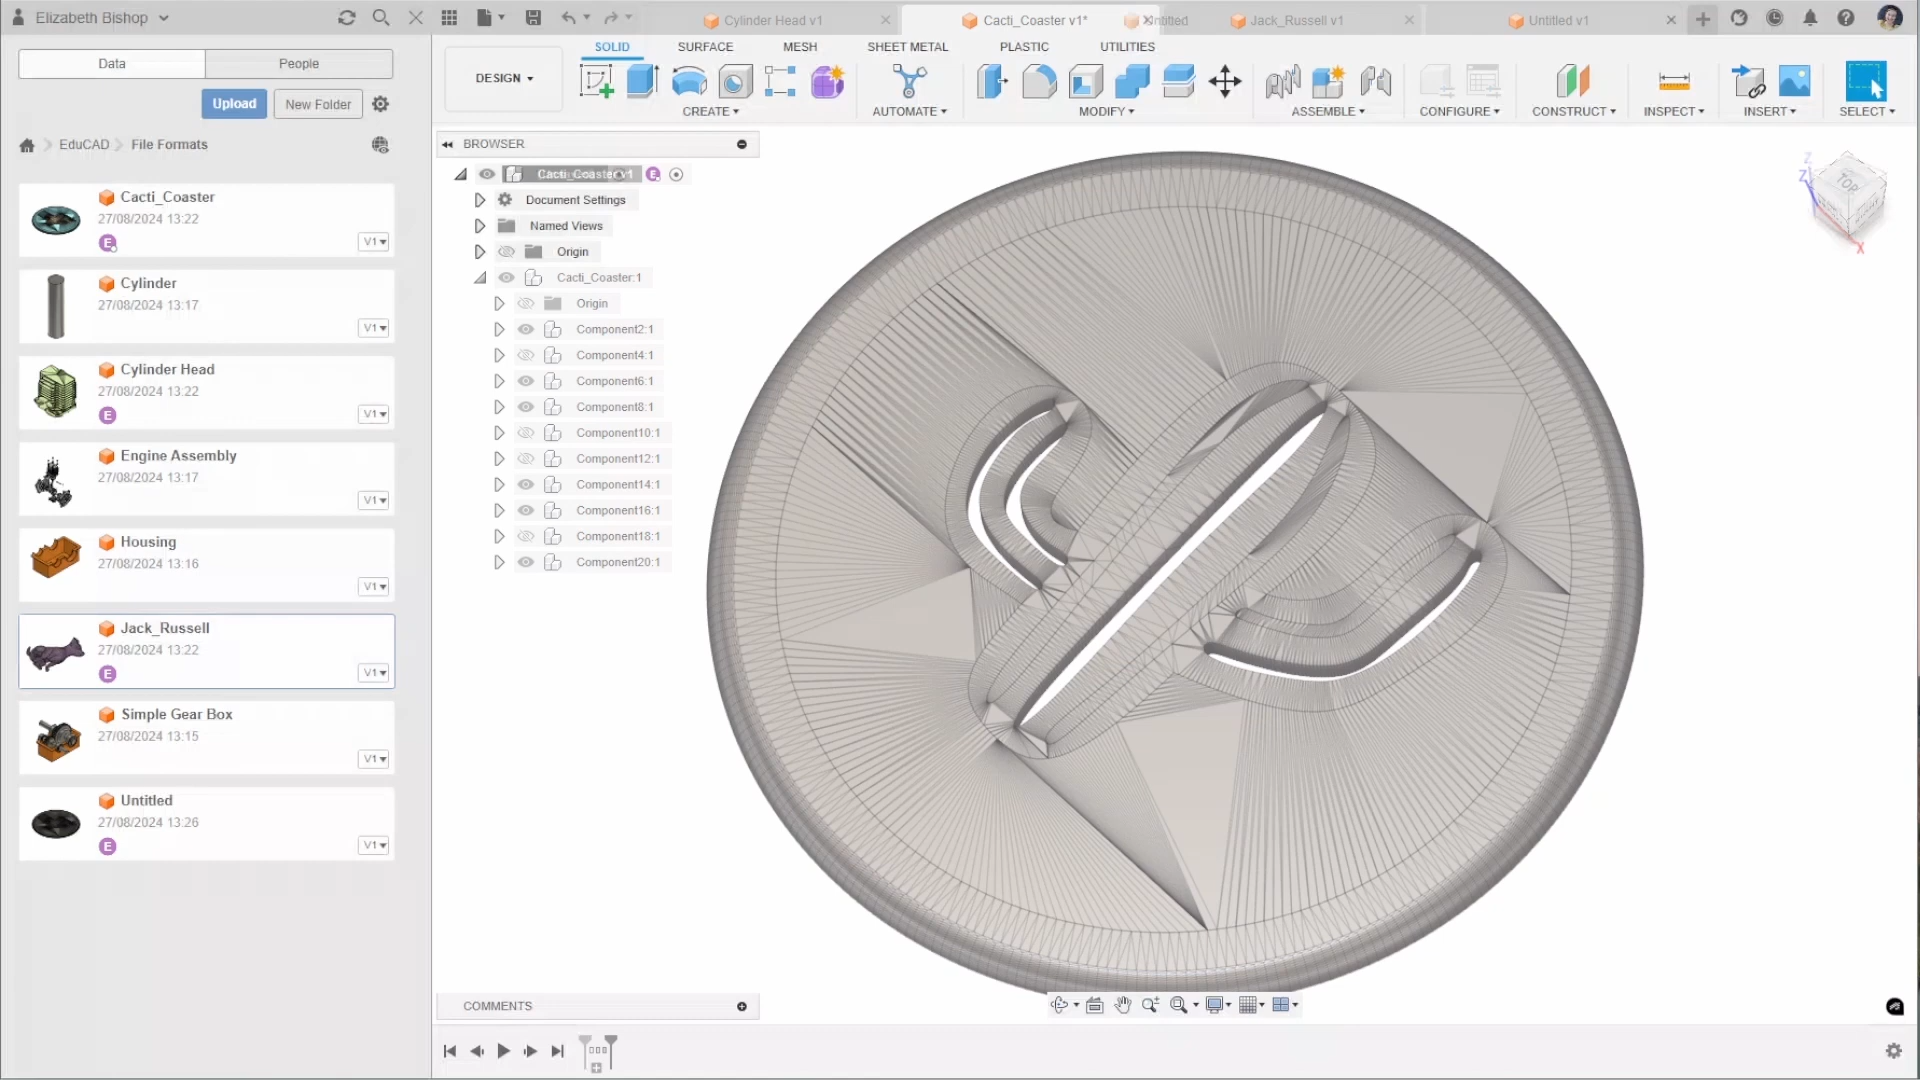 Elizabeth Bishop
Cylinder Head v1
Cacti_Coaster v1*
Untitled
Jack_Russell v1
Untitled v1
Data
People
Upload
New Folder
EduCAD
File Formats
DESIGN
SOLID
SURFACE
MESH
SHEET METAL
PLASTIC
UTILITIES
CREATE
AUTOMATE
MODIFY
ASSEMBLE
CONFIGURE
CONSTRUCT
INSPECT
INSERT
SELECT
Cacti_Coaster
27/08/2024 13:22
E
V1
Cylinder
27/08/2024 13:17
V1
Cylinder Head
27/08/2024 13:22
E
V1
Engine Assembly
27/08/2024 13:17
V1
Housing
27/08/2024 13:16
V1
Jack_Russell
27/08/2024 13:22
E
V1
Simple Gear Box
27/08/2024 13:15
V1
Untitled
27/08/2024 13:26
E
V1
BROWSER
Cacti_Coaster v1
E
Document Settings
Named Views
Origin
Cacti_Coaster:1
Origin
Component2:1
Component4:1
Component6:1
Component8:1
Component10:1
Component12:1
Component14:1
Component16:1
Component18:1
Component20:1
Z
Z
TOP
X
COMMENTS